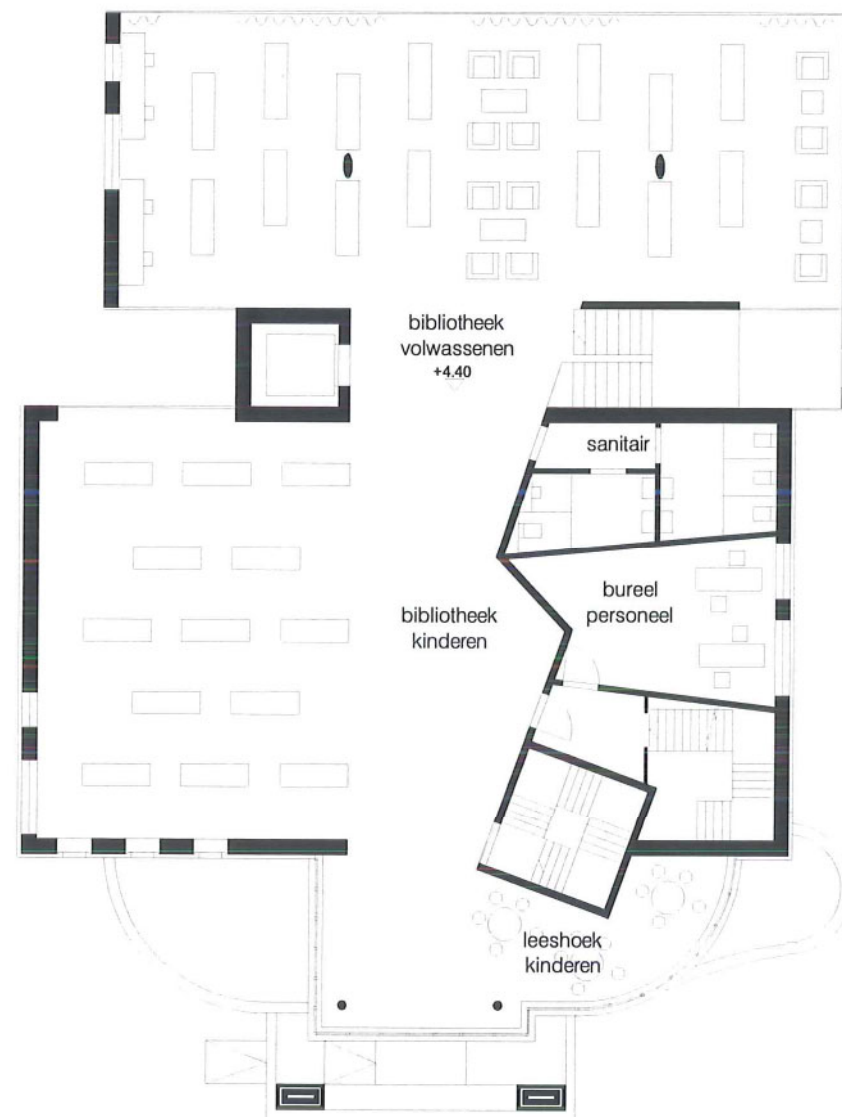 bibliotheek
volwassenen
+4.40
sanitair
bureel
personeel
bibliotheek
kinderen
leeshoek
kinderen